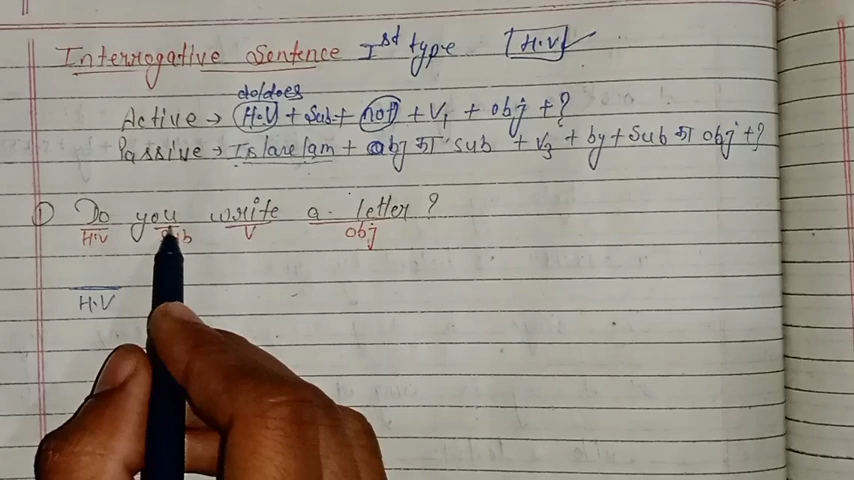 Interrogative Sentence Ist type [H.V]
do/does
Active → H.V + Sub + not + V1 + obj + ?
Passive → Is/are/am + obj का sub + V3 + by + Sub का obj + ?
① Do you write a letter ?
H.V Sub V obj
H.V